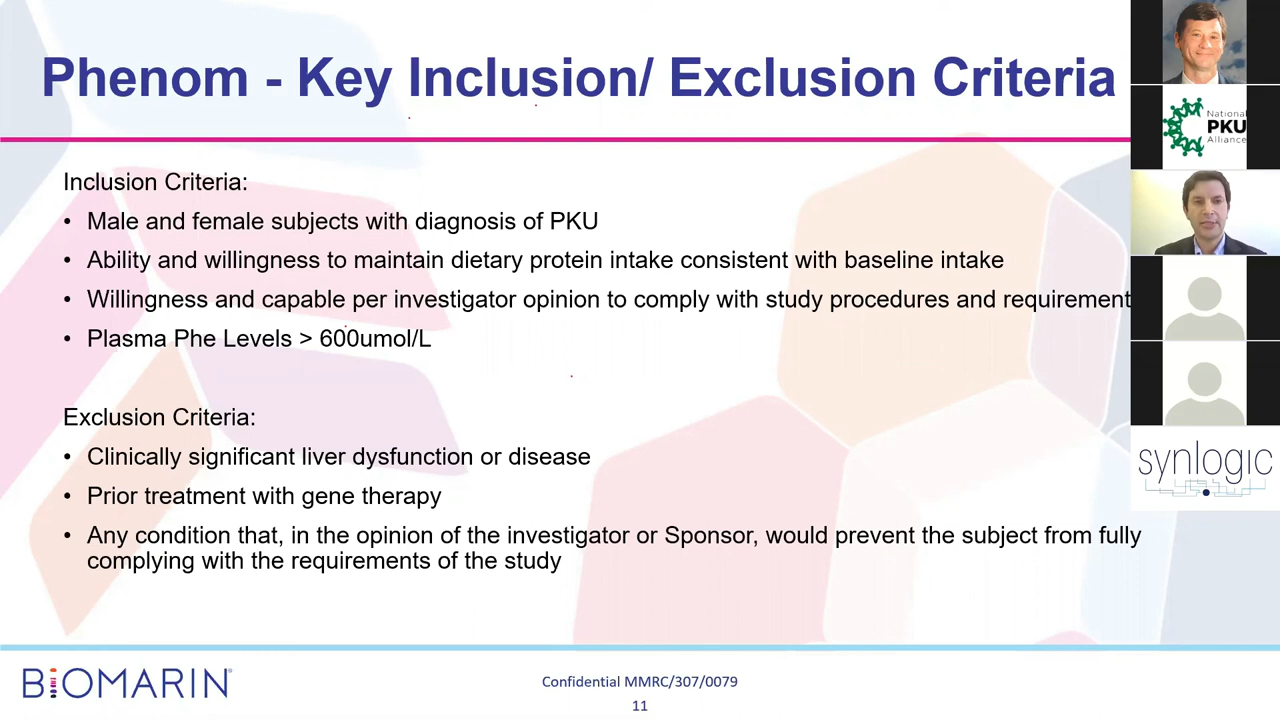 Phenom - Key Inclusion/ Exclusion Criteria
Inclusion Criteria:
• Male and female subjects with diagnosis of PKU
• Ability and willingness to maintain dietary protein intake consistent with baseline intake
• Willingness and capable per investigator opinion to comply with study procedures and requirement
• Plasma Phe Levels > 600umol/L
Exclusion Criteria:
• Clinically significant liver dysfunction or disease
• Prior treatment with gene therapy
• Any condition that, in the opinion of the investigator or Sponsor, would prevent the subject from fully
complying with the requirements of the study
BIOMARIN®
Confidential MMRC/307/0079
11
National
PKU
Alliance
synlogic